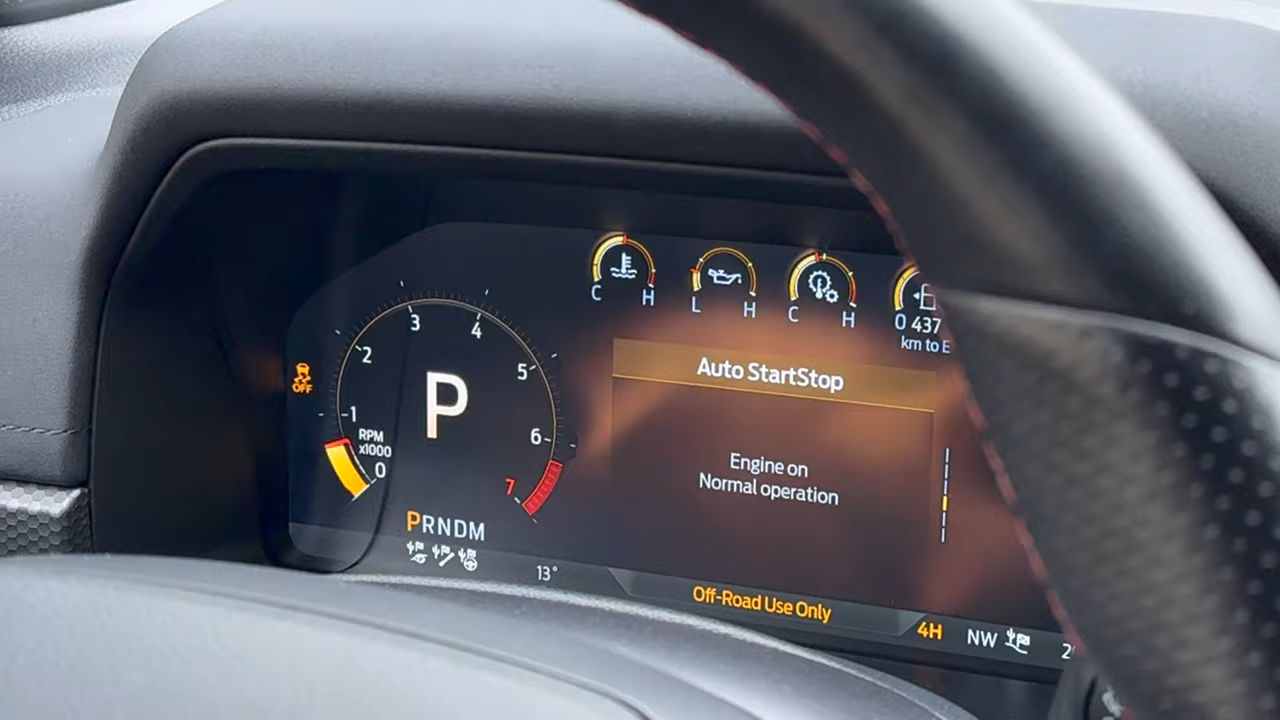 C H
L H
C H
0 437
km to E
Auto StartStop
Engine on
Normal operation
OFF
0
1
2
3
4
5
6
7
RPM
x1000
P
PRNDM
13°
Off-Road Use Only
4H
NW